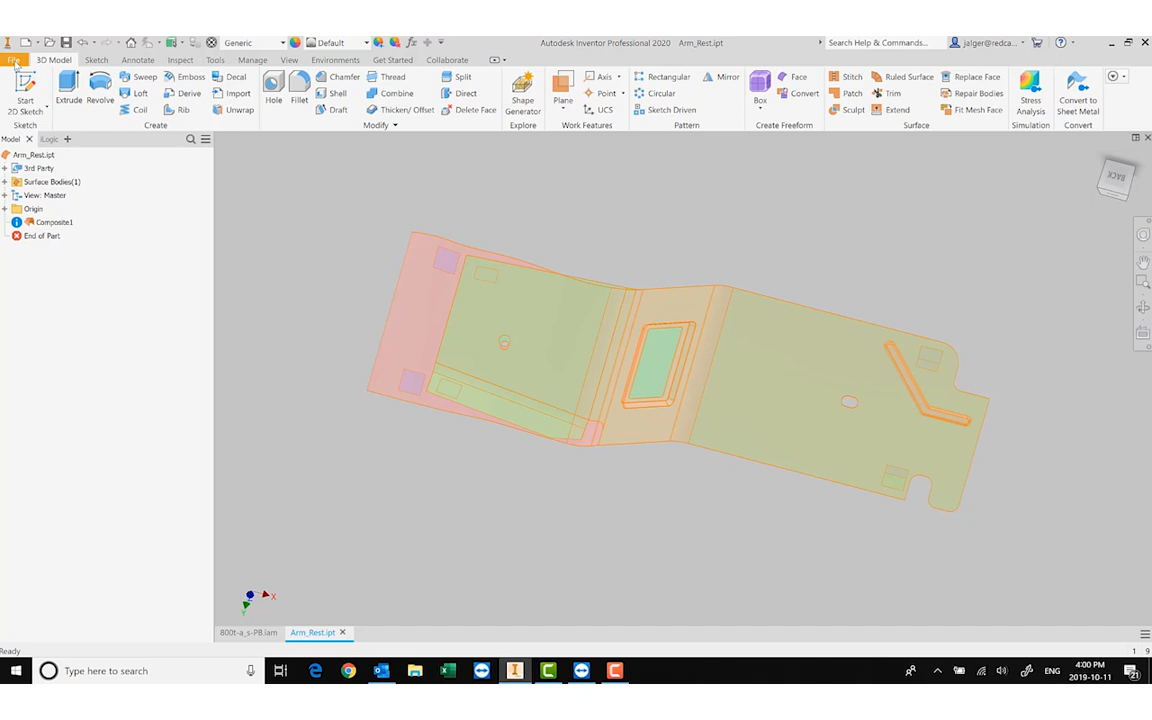 Generic
Default
Autodesk Inventor Professional 2020 Arm_Rest.ipt
Search Help & Commands...
jalger@redca...
File 3D Model Sketch Annotate Inspect Tools Manage View Environments Get Started Collaborate
Start
2D Sketch
Extrude
Revolve
Sweep Emboss Decal
Loft Derive Import
Coil Rib Unwrap
Hole
Fillet
Chamfer Thread Split
Shell Combine Direct
Draft Thicken/ Offset Delete Face
Shape
Generator
Plane
Axis
Point
UCS
Rectangular Mirror
Circular
Sketch Driven
Box
Face
Convert
Stitch Ruled Surface Replace Face
Patch Trim Repair Bodies
Sculpt Extend Fit Mesh Face
Stress
Analysis
Convert to
Sheet Metal
Sketch Create Modify Explore Work Features Pattern Create Freeform Surface Simulation Convert
Model iLogic
Arm_Rest.ipt
3rd Party
Surface Bodies(1)
View: Master
Origin
Composite1
End of Part
BACK
X
Y
800t-a_s-PB.iam Arm_Rest.ipt
Ready
1 9
Type here to search
ENG
4:00 PM
2019-10-11
21